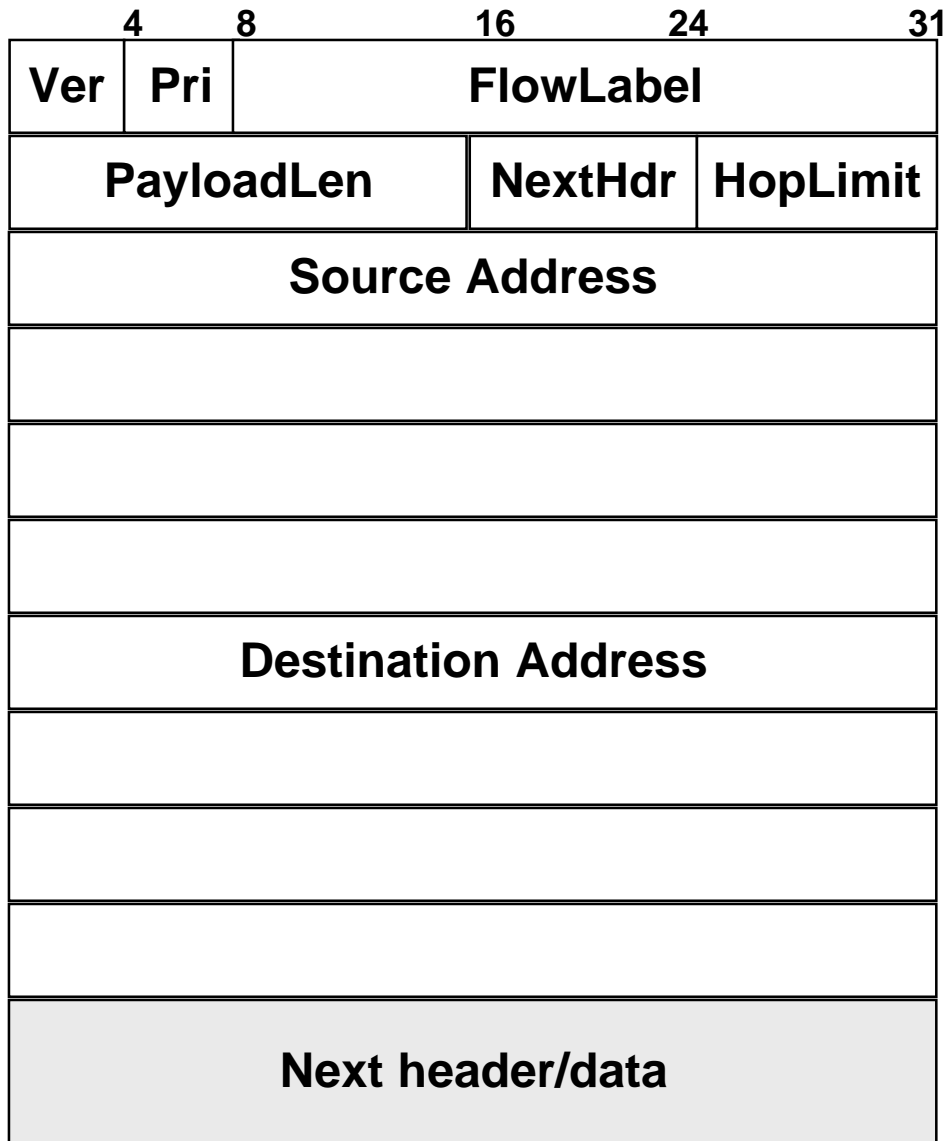 4 8 16 24 31
Ver Pri FlowLabel
PayloadLen NextHdr HopLimit
Source Address
Destination Address
Next header/data